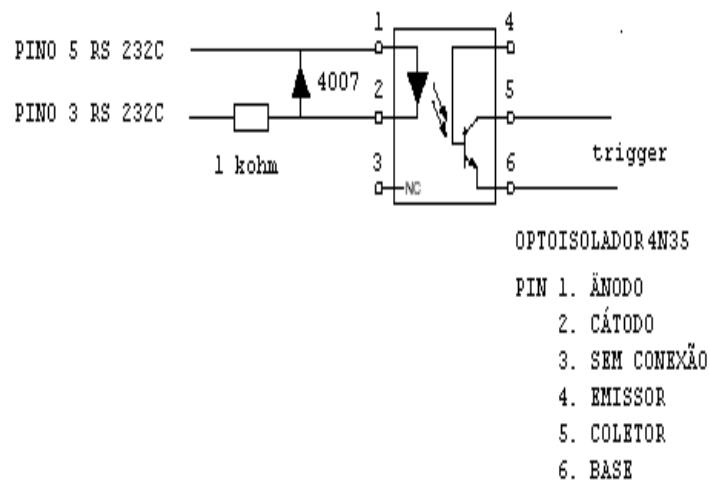 1
4
PINO 5 RS 232C
4007
2
5
PINO 3 RS 232C
1 kohm
3
6
trigger
NC
OPTOISOLADOR 4N35
PIN 1. ÄNODO
2. CÁTODO
3. SEM CONEXÃO
4. EMISSOR
5. COLETOR
6. BASE